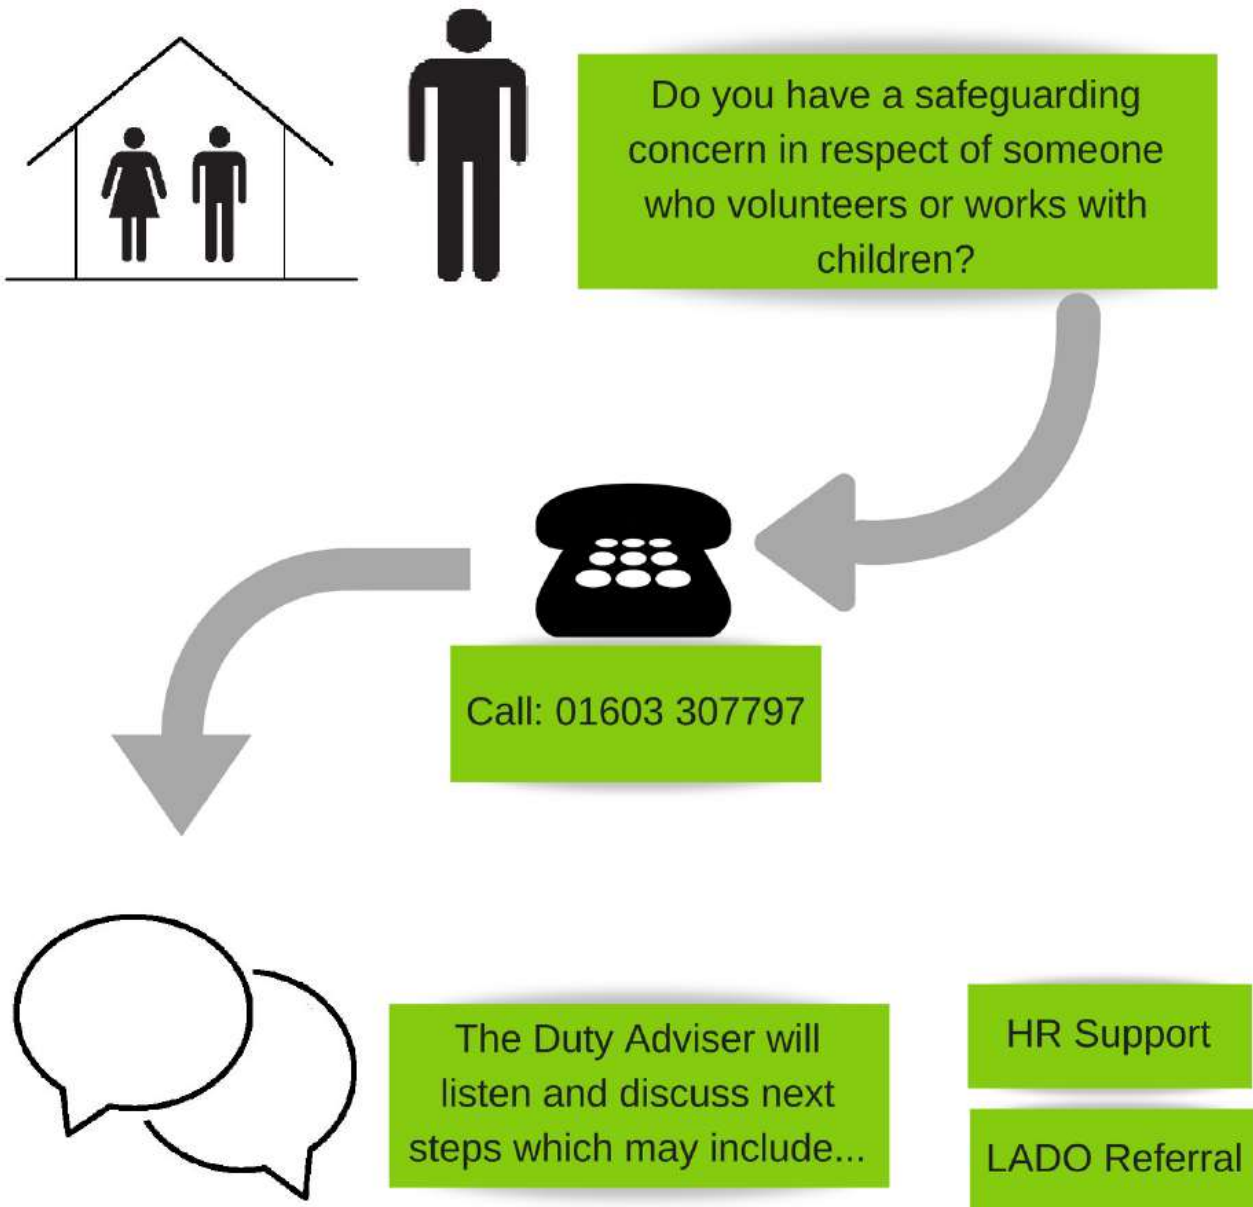 Do you have a safeguarding
concern in respect of someone
who volunteers or works with
children?
Call: 01603 307797
The Duty Adviser will
listen and discuss next
steps which may include...
HR Support
LADO Referral